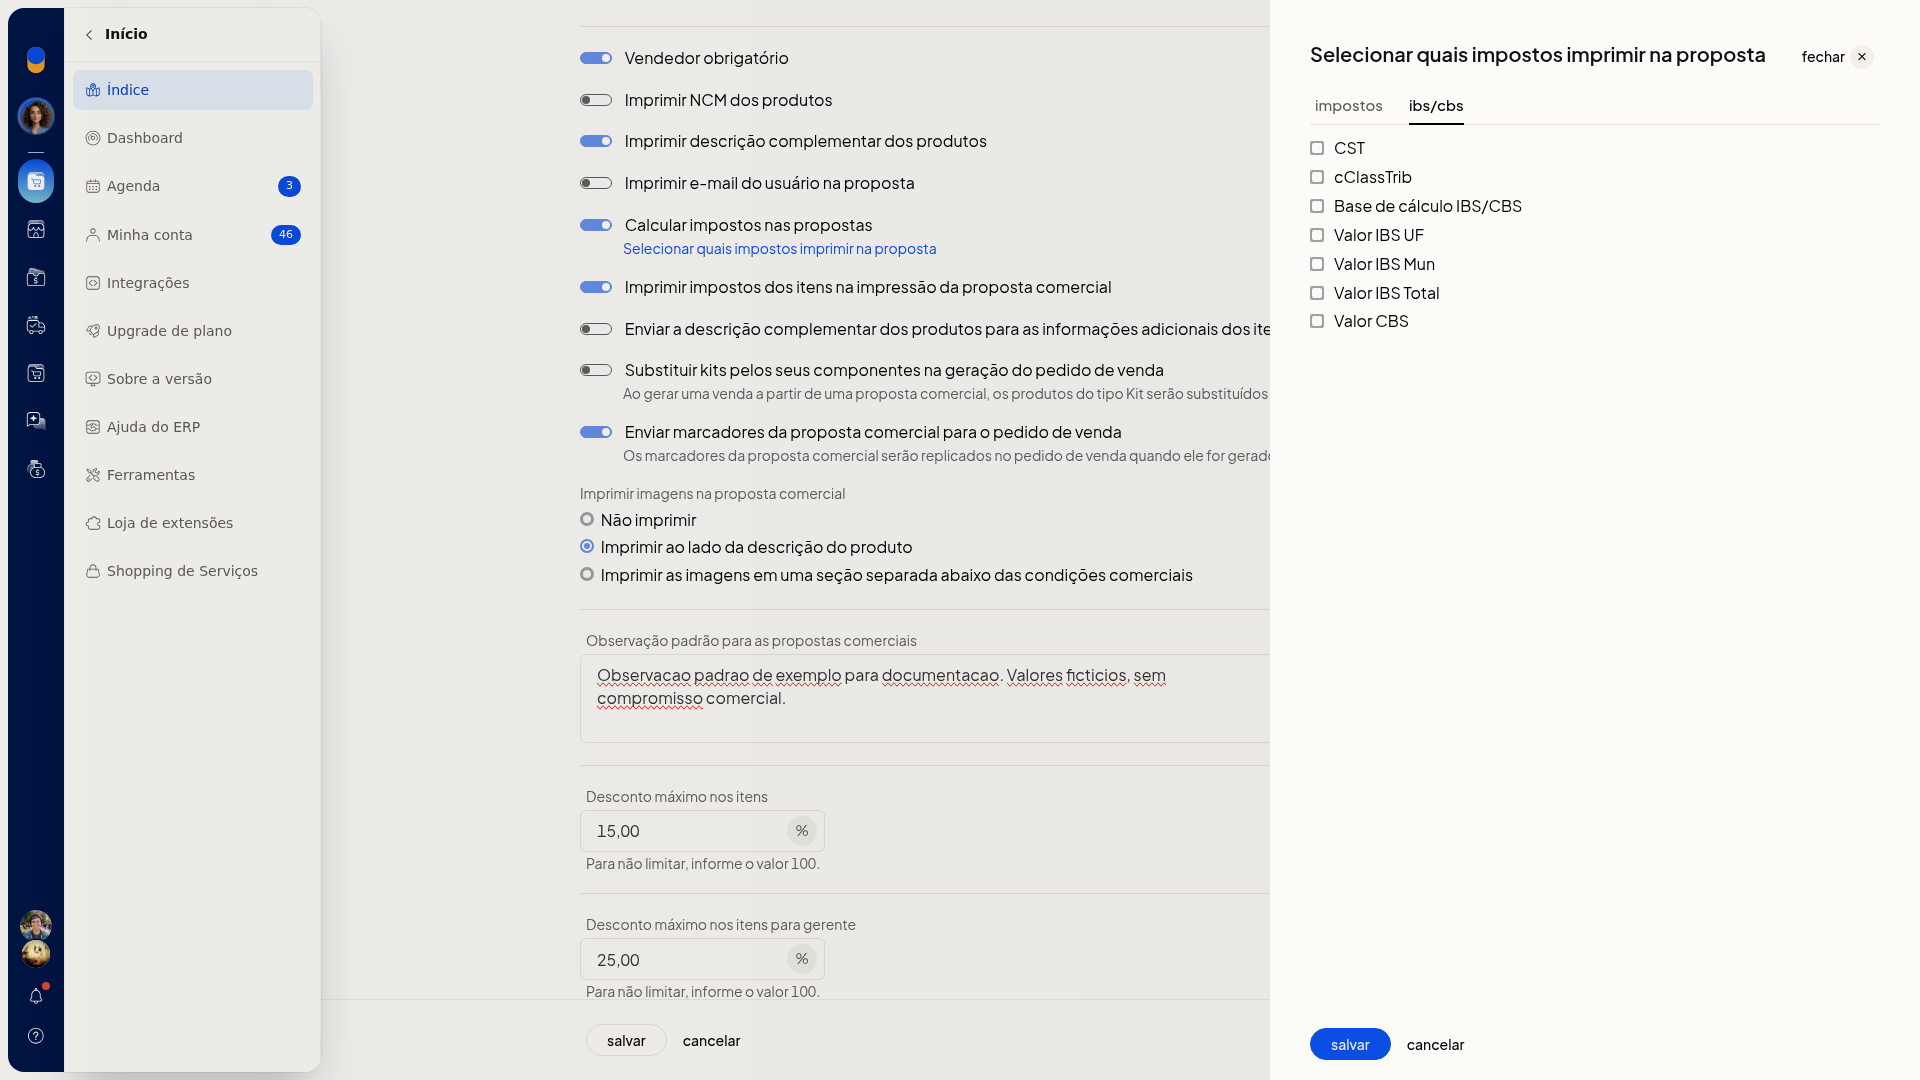 Início
Índice
Dashboard
Agenda 3
Minha conta 46
Integrações
Upgrade de plano
Sobre a versão
Ajuda do ERP
Ferramentas
Loja de extensões
Shopping de Serviços
Vendedor obrigatório
Imprimir NCM dos produtos
Imprimir descrição complementar dos produtos
Imprimir e-mail do usuário na proposta
Calcular impostos nas propostas
Selecionar quais impostos imprimir na proposta
Imprimir impostos dos itens na impressão da proposta comercial
Enviar a descrição complementar dos produtos para as informações adicionais dos ite
Substituir kits pelos seus componentes na geração do pedido de venda
Ao gerar uma venda a partir de uma proposta comercial, os produtos do tipo Kit serão substituídos
Enviar marcadores da proposta comercial para o pedido de venda
Os marcadores da proposta comercial serão replicados no pedido de venda quando ele for gerado
Imprimir imagens na proposta comercial
Não imprimir
Imprimir ao lado da descrição do produto
Imprimir as imagens em uma seção separada abaixo das condições comerciais
Observação padrão para as propostas comerciais
Observacao padrao de exemplo para documentacao. Valores ficticios, sem
compromisso comercial.
Desconto máximo nos itens
15,00 %
Para não limitar, informe o valor 100.
Desconto máximo nos itens para gerente
25,00 %
Para não limitar, informe o valor 100.
salvar cancelar
Selecionar quais impostos imprimir na proposta
fechar ×
impostos ibs/cbs
CST
cClassTrib
Base de cálculo IBS/CBS
Valor IBS UF
Valor IBS Mun
Valor IBS Total
Valor CBS
salvar cancelar